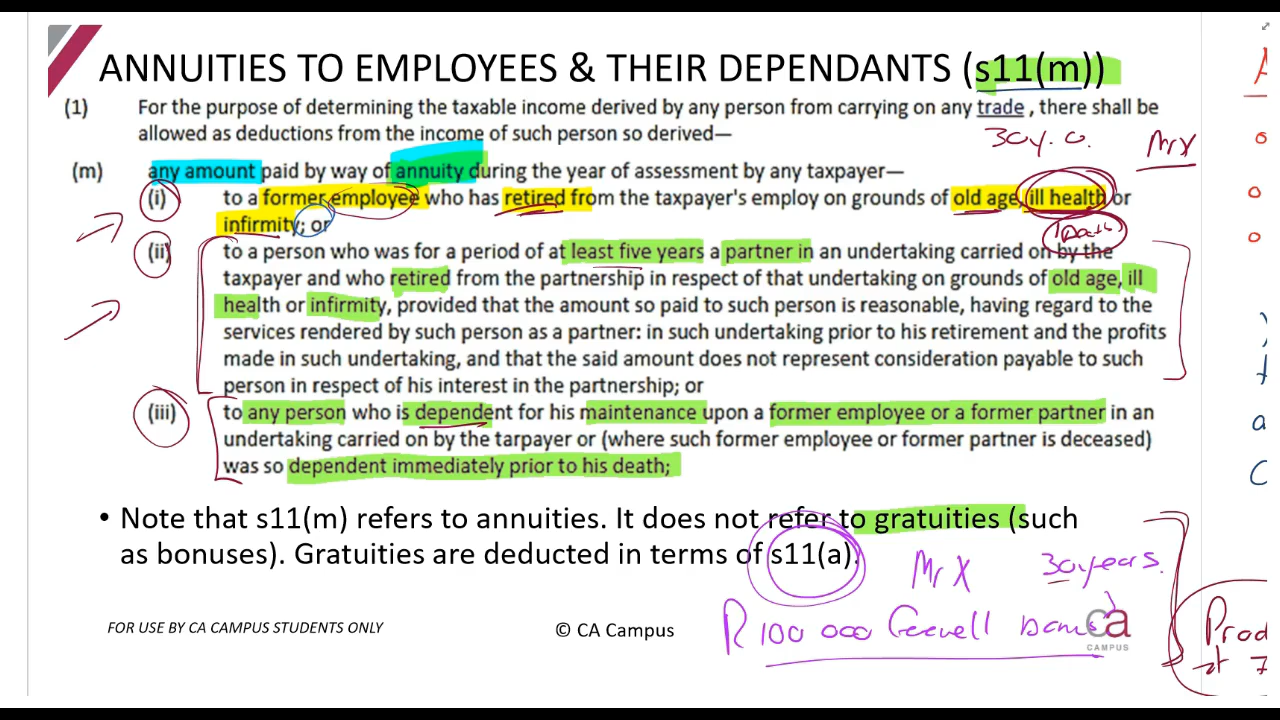 ANNUITIES TO EMPLOYEES & THEIR DEPENDANTS (s11(m))
(1) For the purpose of determining the taxable income derived by any person from carrying on any trade , there shall be
allowed as deductions from the income of such person so derived—
30 y. o. Mr X
(m) any amount paid by way of annuity during the year of assessment by any taxpayer—
(i) to a former employee who has retired from the taxpayer's employ on grounds of old age, ill health or
infirmity; or
Death
(ii) to a person who was for a period of at least five years a partner in an undertaking carried on by the
taxpayer and who retired from the partnership in respect of that undertaking on grounds of old age, ill
health or infirmity, provided that the amount so paid to such person is reasonable, having regard to the
services rendered by such person as a partner: in such undertaking prior to his retirement and the profits
made in such undertaking, and that the said amount does not represent consideration payable to such
person in respect of his interest in the partnership; or
(iii) to any person who is dependent for his maintenance upon a former employee or a former partner in an
undertaking carried on by the tarpayer or (where such former employee or former partner is deceased)
was so dependent immediately prior to his death;
• Note that s11(m) refers to annuities. It does not refer to gratuities (such
as bonuses). Gratuities are deducted in terms of s11(a).
Mr X 30 years.
R 100 000
FOR USE BY CA CAMPUS STUDENTS ONLY
© CA Campus
ca
CAMPUS
Prod